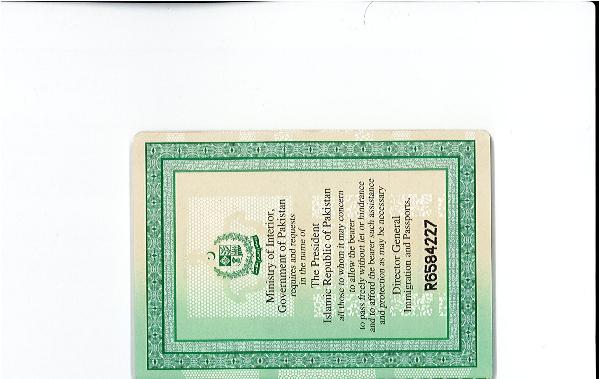 Ministry of Interior,
Government of Pakistan
requires and requests
in the name of
The President
Islamic Republic of Pakistan
all those to whom it may concern
to allow the bearer
to pass freely without let or hindrance
and to afford the bearer such assistance
and protection as may be necessary
Director General
Immigration and Passports.
R6584227